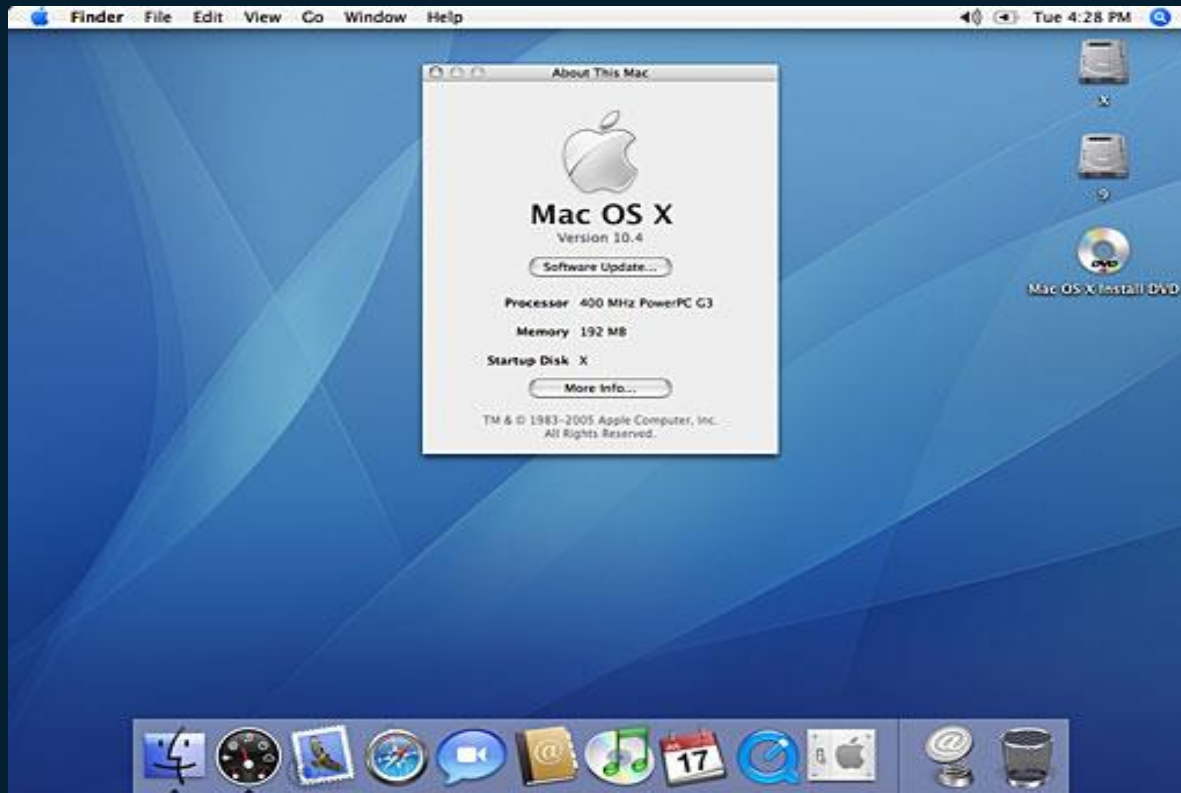 Finder File Edit View Go Window Help
Tue 4:28 PM
About This Mac
Mac OS X
Version 10.4
Software Update...
Processor 400 MHz PowerPC G3
Memory 192 MB
Startup Disk X
More Info...
TM & © 1983-2005 Apple Computer, Inc.
All Rights Reserved.
X
9
DVD
Mac OS X Install DVD
17